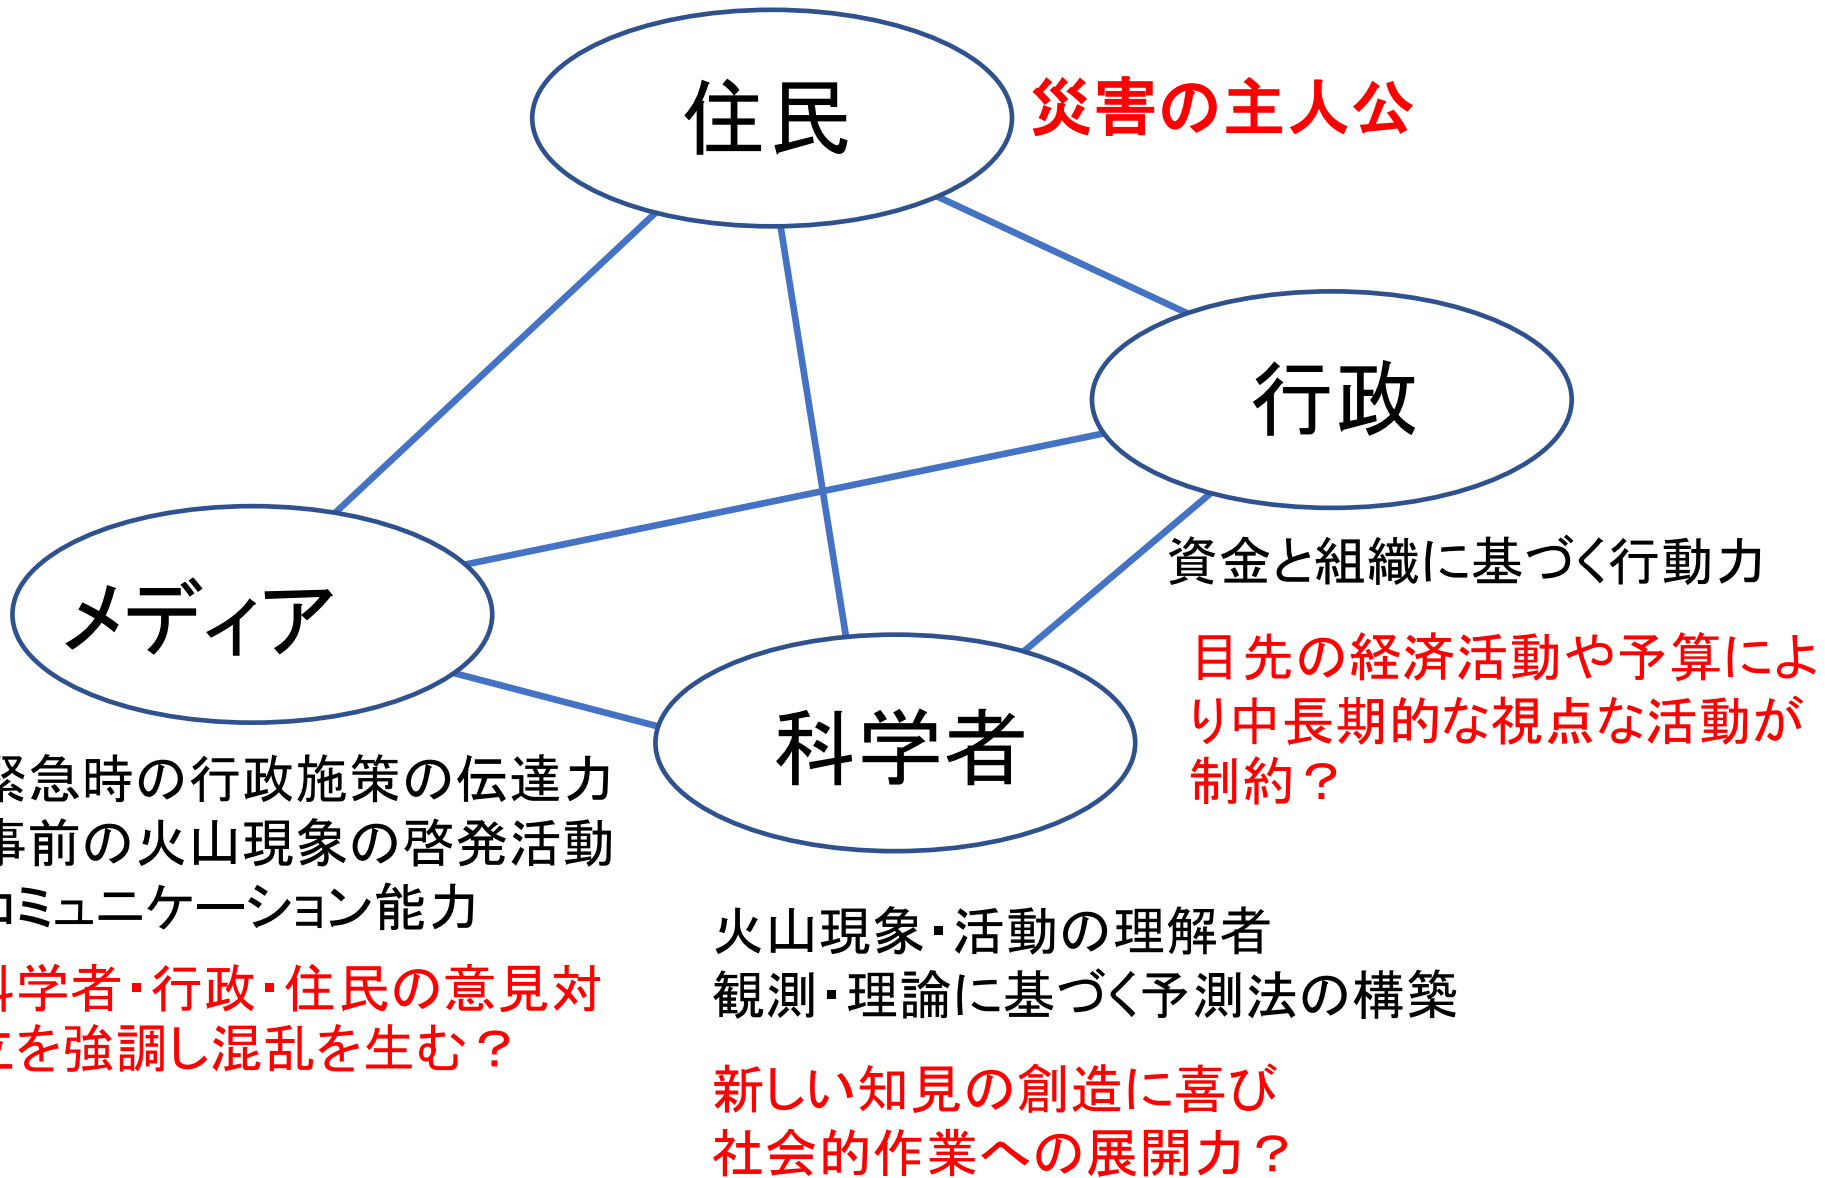 住民
災害の主人公
行政
資金と組織に基づく行動力
目先の経済活動や予算によ
り中長期的な視点な活動が
制約？
メディア
緊急時の行政施策の伝達力
事前の火山現象の啓発活動
コミュニケーション能力
科学者・行政・住民の意見対
立を強調し混乱を生む？
科学者
火山現象・活動の理解者
観測・理論に基づく予測法の構築
新しい知見の創造に喜び
社会的作業への展開力？